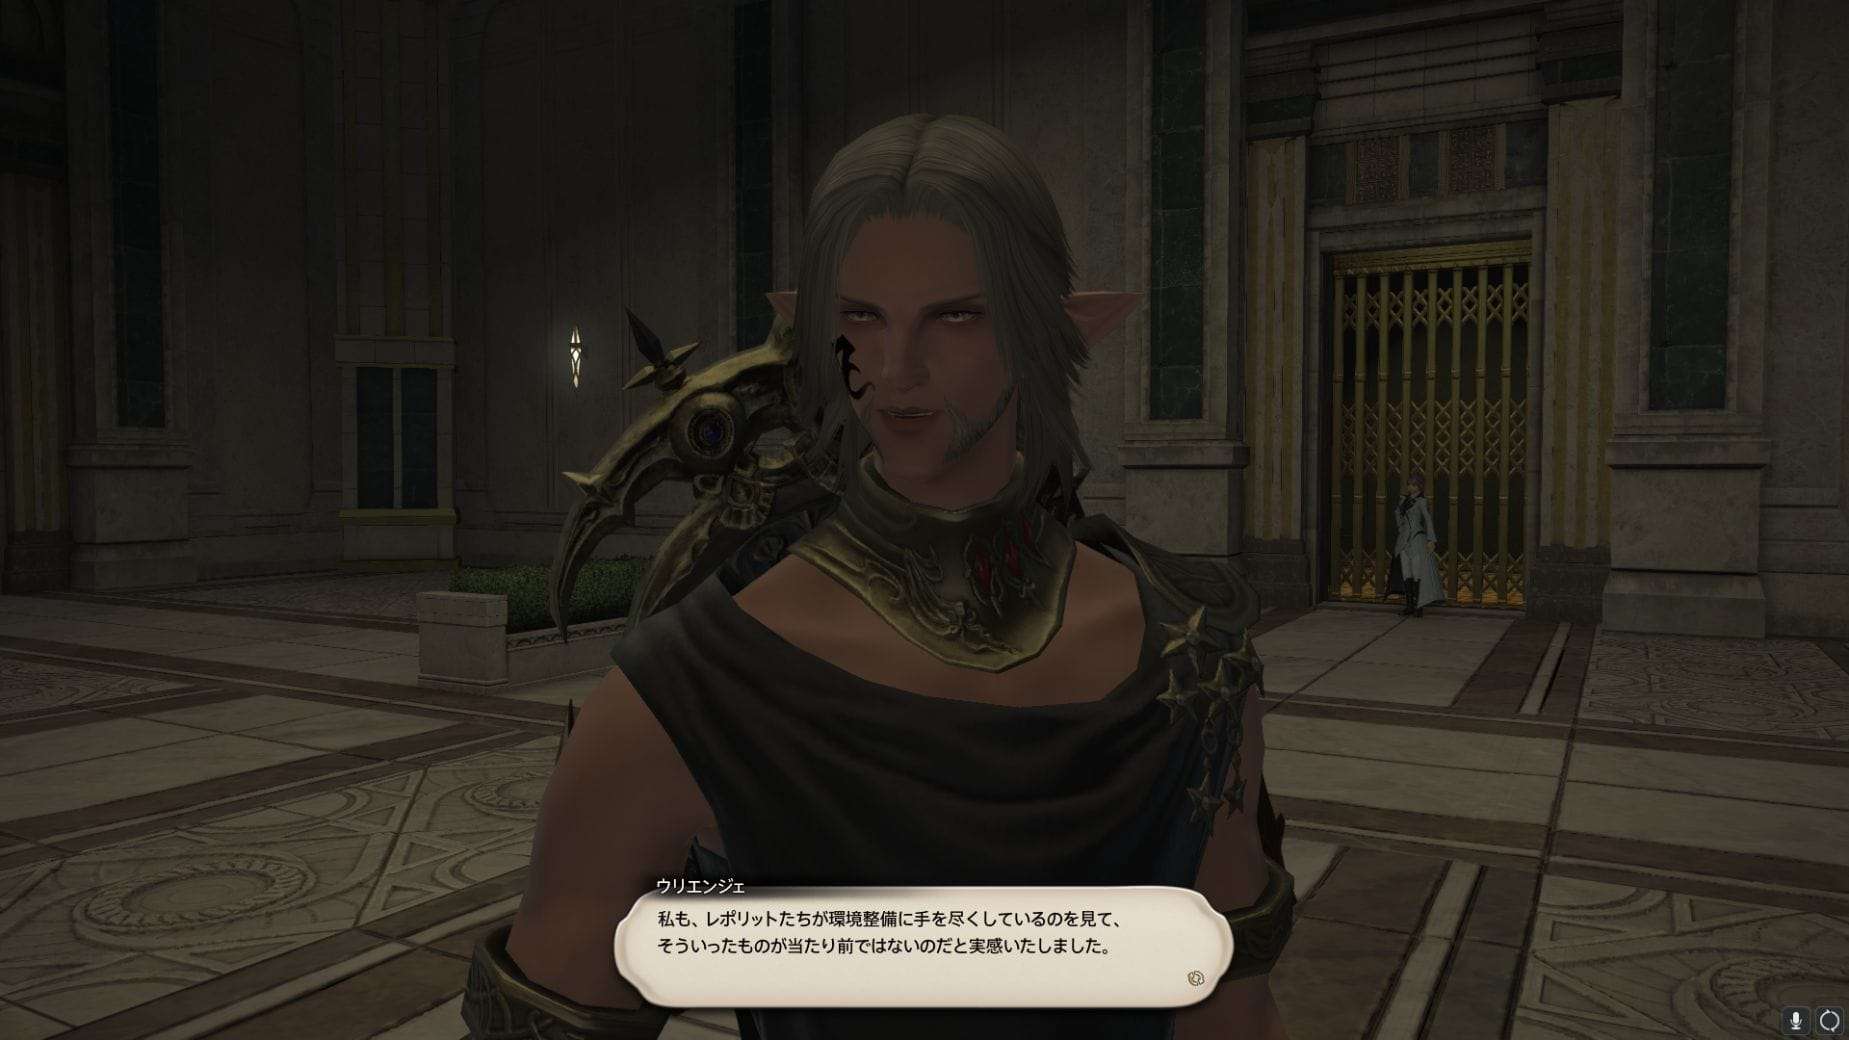 ウリエンジェ
私も、レポリットたちが環境整備に手を尽くしているのを見て、
そういったものが当たり前ではないのだと実感いたしました。